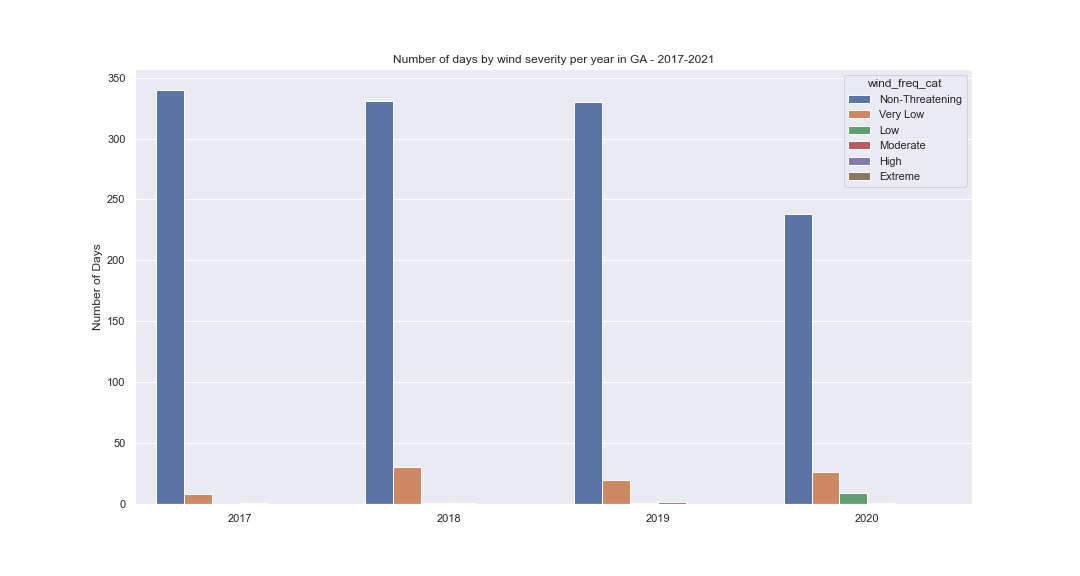 Number of days by wind severity per year in GA - 2017-2021
wind_freq_cat
Non-Threatening
Very Low
Low
Moderate
High
Extreme
Number of Days
350
300
250
200
150
100
50
0
2017
2018
2019
2020